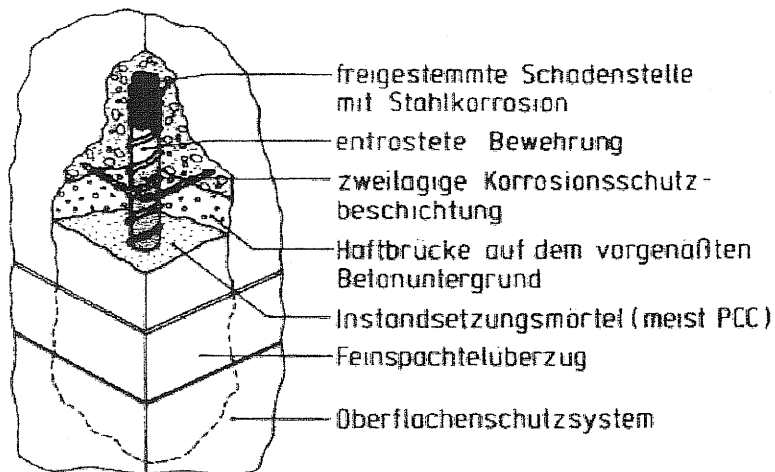 freigestemmte Schadenstelle
mit Stahlkorrosion
entrostete Bewehrung
zweilagige Korrosionsschutz-
beschichtung
Haftbrücke auf dem vorgenäßten
Betonuntergrund
Instandsetzungsmörtel (meist PCC)
Feinspachtelüberzug
Oberflächenschutzsystem